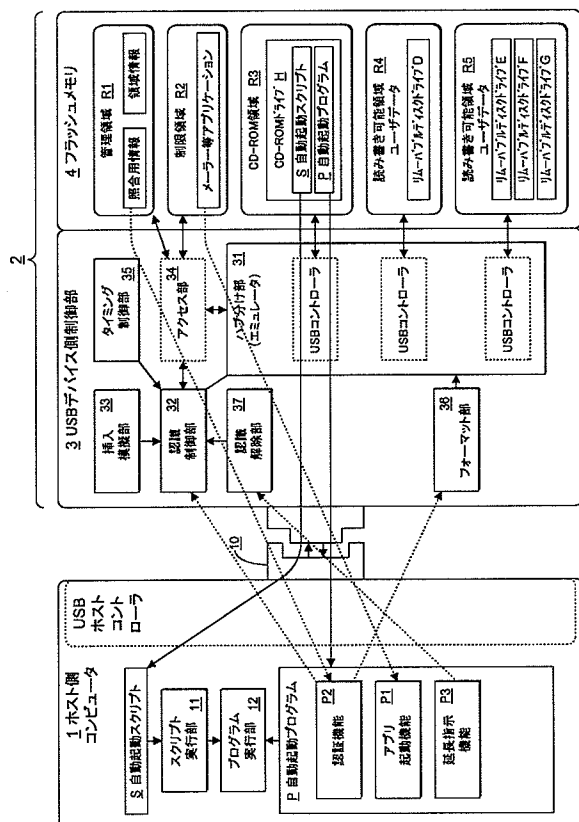 2
1 ホスト側
コンピュータ
USB
ホスト
コントローラ
S 自動起動スクリプト
スクリプト
実行部 11
プログラム
実行部 12
P 自動起動プログラム
認証機能 P2
アプリ
起動機能 P1
延長指示
機能 P3
10
3 USBデバイス側制御部
挿入
模擬部 33
タイミング
制御部 35
認識
制御部 32
アクセス部 34
認識
解除部 37
ハブ分け部 31
(エミュレータ)
USBコントローラ
USBコントローラ
USBコントローラ
フォーマット部 36
4 フラッシュメモリ
管理領域 R1
照合用情報
領域情報
制限領域 R2
メーラー等アプリケーション
CD-ROM領域 R3
CD-ROMドライブ H
S 自動起動スクリプト
P 自動起動プログラム
読み書き可能領域 R4
ユーザデータ
リムーバブルディスクドライブD
読み書き可能領域 R5
ユーザデータ
リムーバブルディスクドライブE
リムーバブルディスクドライブF
リムーバブルディスクドライブG